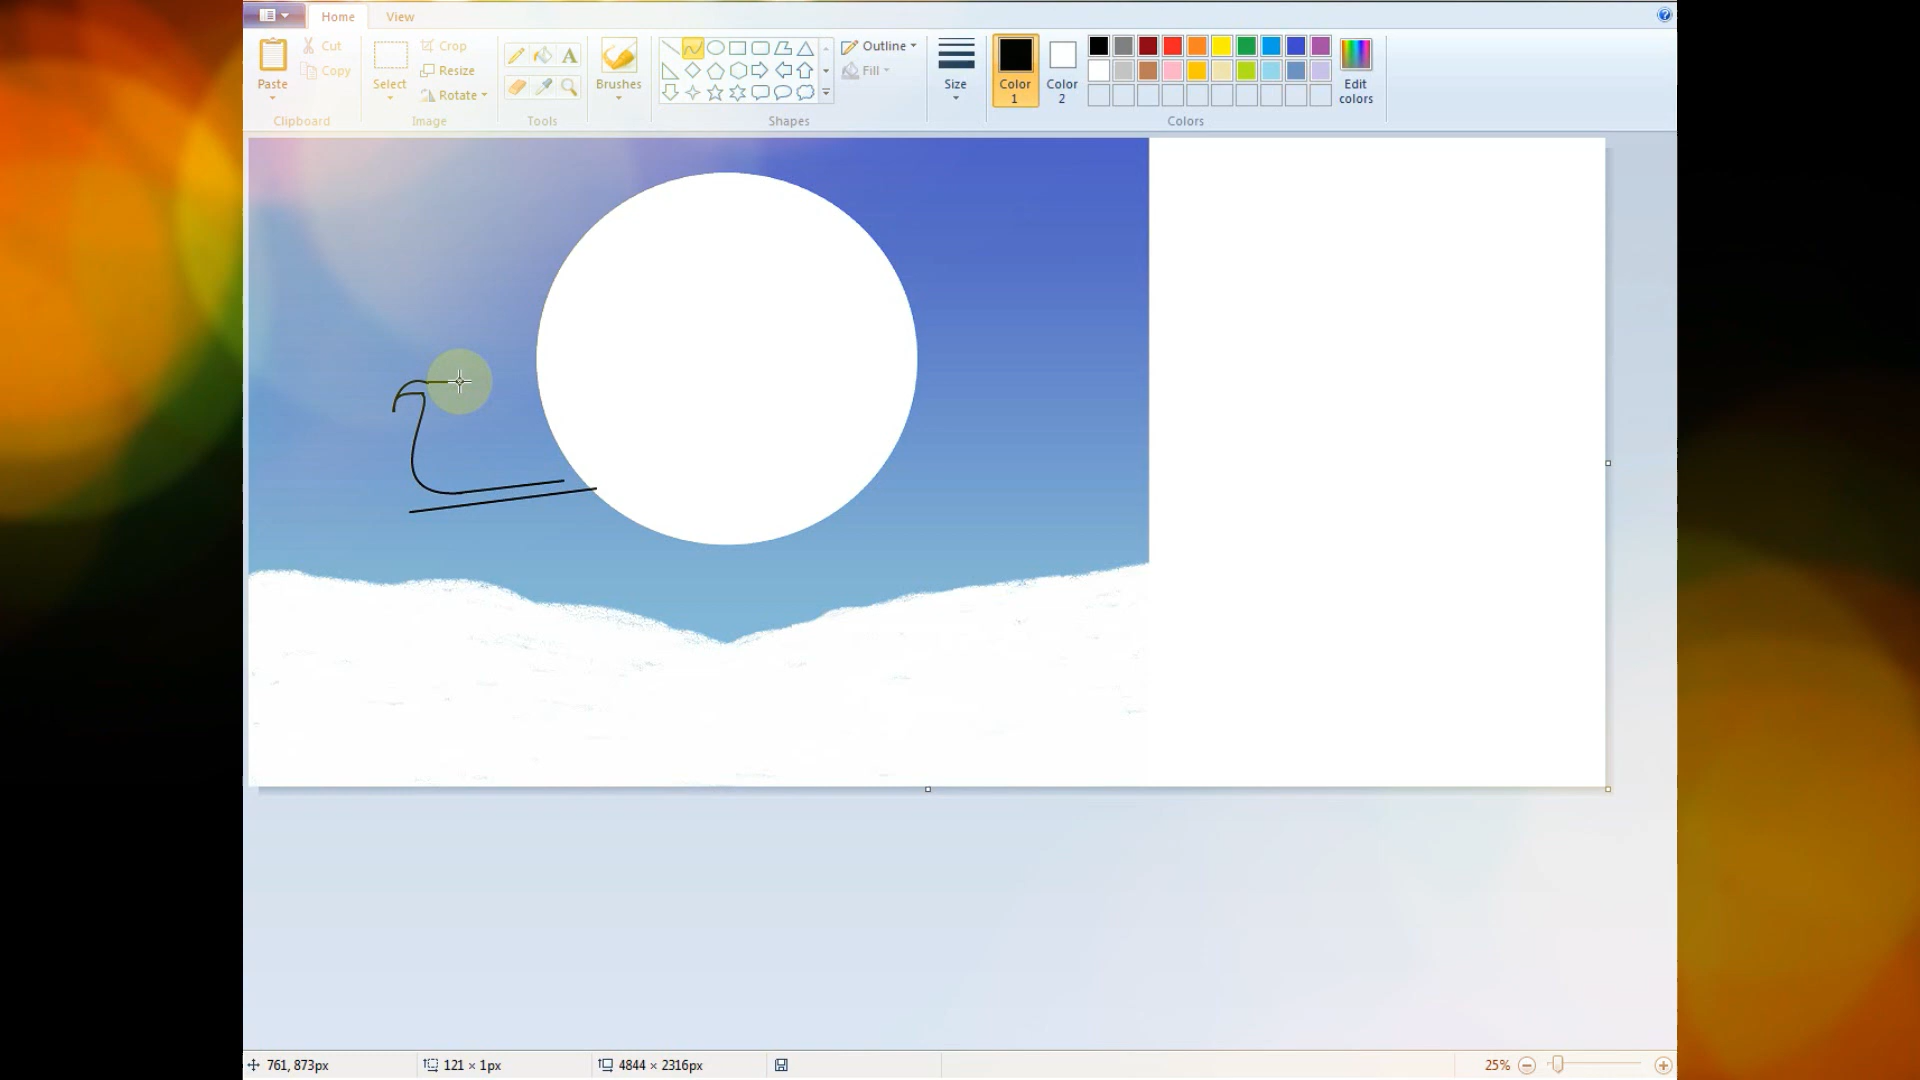 Home View
Paste
Cut
Copy
Clipboard
Select
Crop
Resize
Rotate
Image
A
Tools
Brushes
Outline
Fill
Shapes
Size
Color
1
Color
2
Edit
colors
Colors
761, 873px
121 × 1px
4844 × 2316px
25%